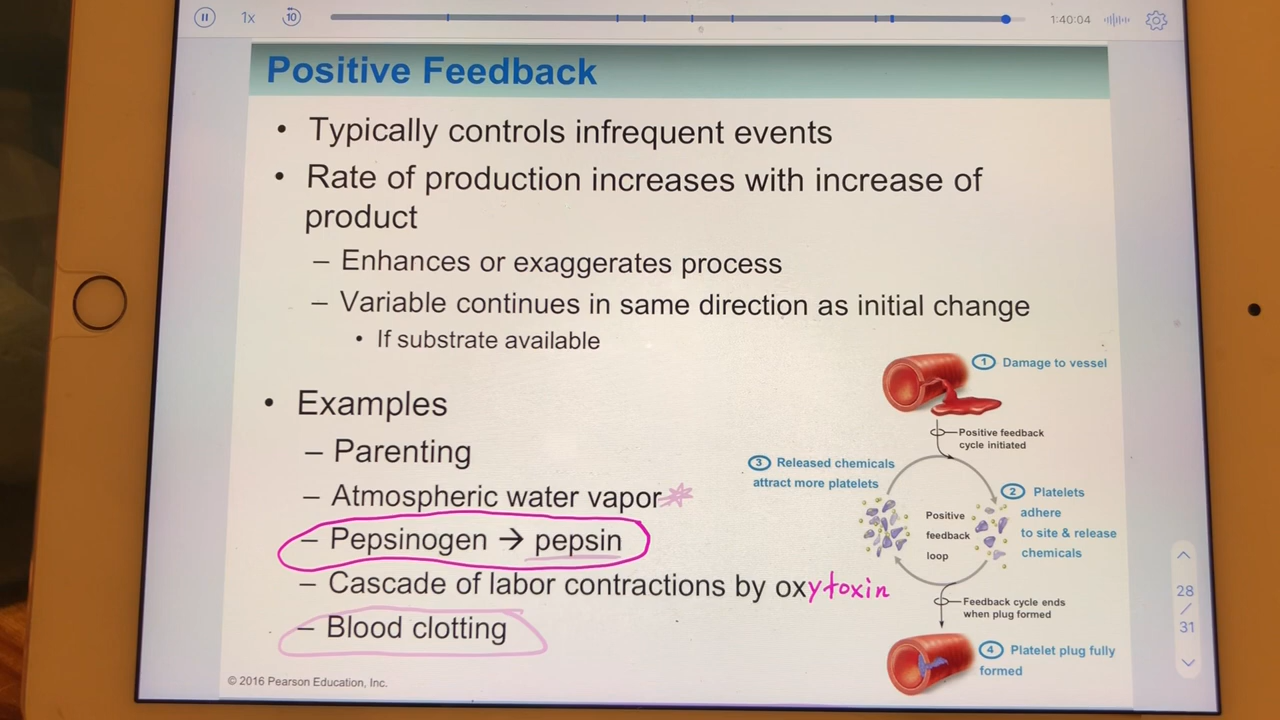 1x
10
1:40:04
Positive Feedback
• Typically controls infrequent events
• Rate of production increases with increase of
product
– Enhances or exaggerates process
– Variable continues in same direction as initial change
• If substrate available
• Examples
– Parenting
– Atmospheric water vapor
– Pepsinogen → pepsin
– Cascade of labor contractions by oxytoxin
– Blood clotting
© 2016 Pearson Education, Inc.
1 Damage to vessel
Positive feedback
cycle initiated
3 Released chemicals
attract more platelets
2 Platelets
adhere
to site & release
chemicals
Positive
feedback
loop
Feedback cycle ends
when plug formed
4 Platelet plug fully
formed
28
/
31